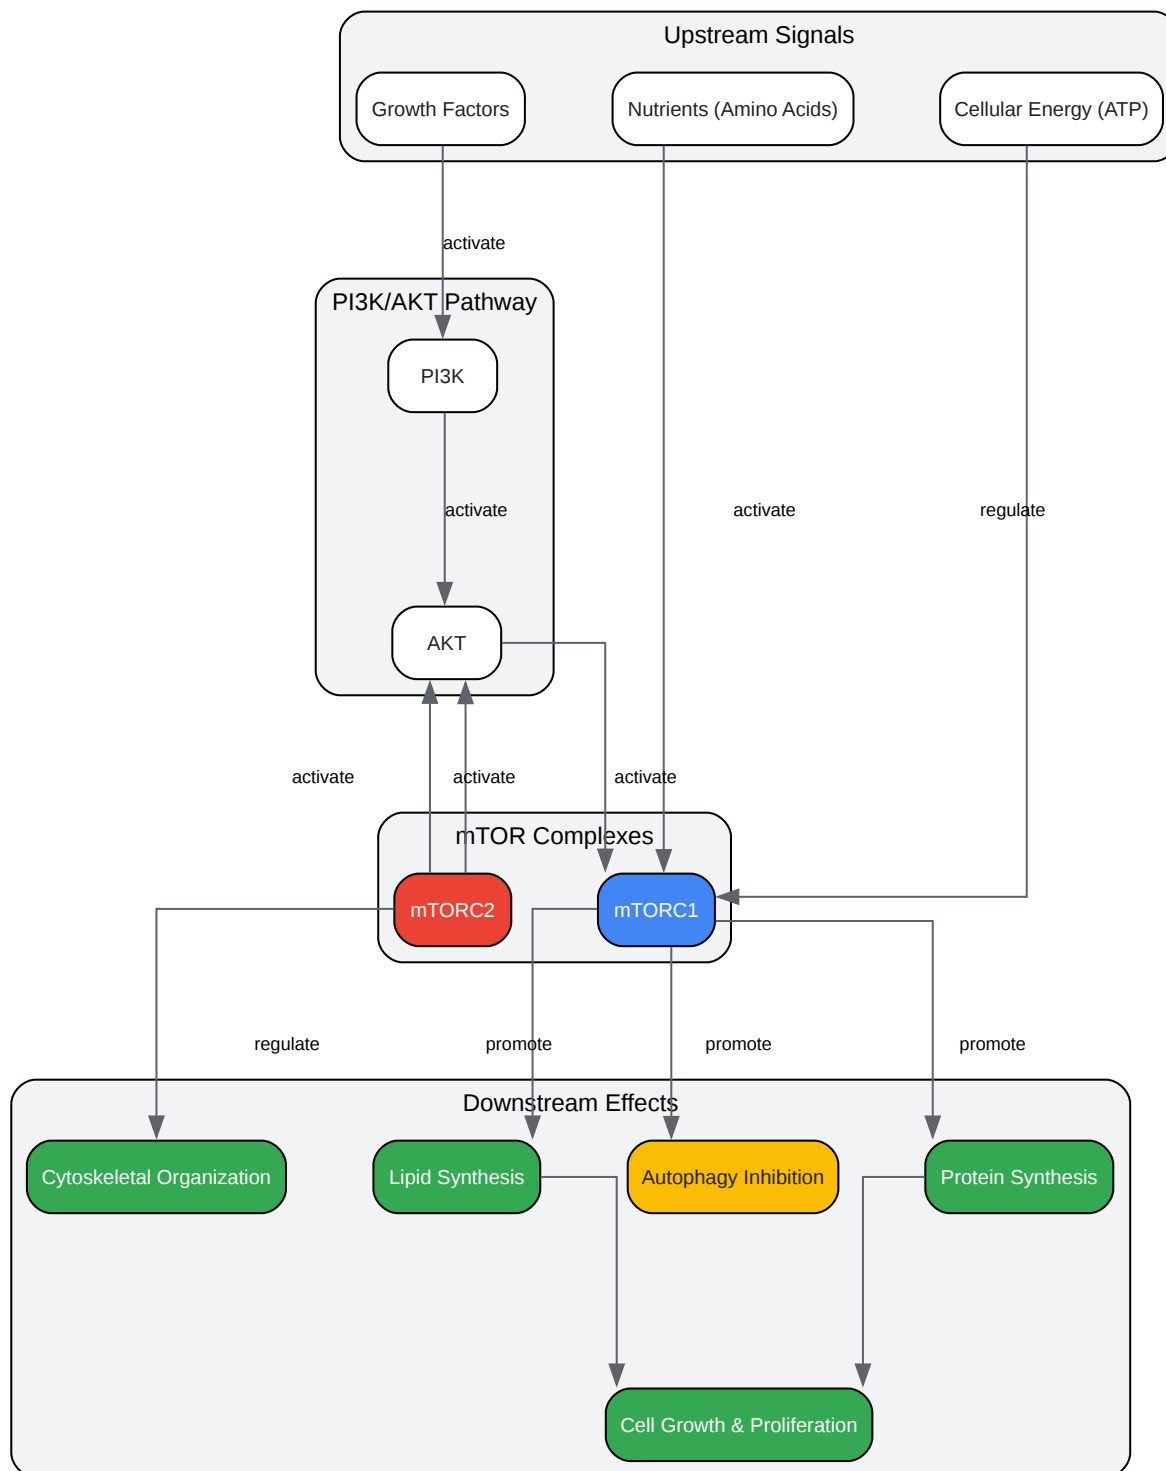 Upstream Signals
Growth Factors
Nutrients (Amino Acids)
Cellular Energy (ATP)
activate
PI3K/AKT Pathway
PI3K
activate
activate
regulate
AKT
activate
activate
activate
mTOR Complexes
mTORC2
mTORC1
regulate
promote
promote
promote
Downstream Effects
Cytoskeletal Organization
Lipid Synthesis
Autophagy Inhibition
Protein Synthesis
Cell Growth & Proliferation